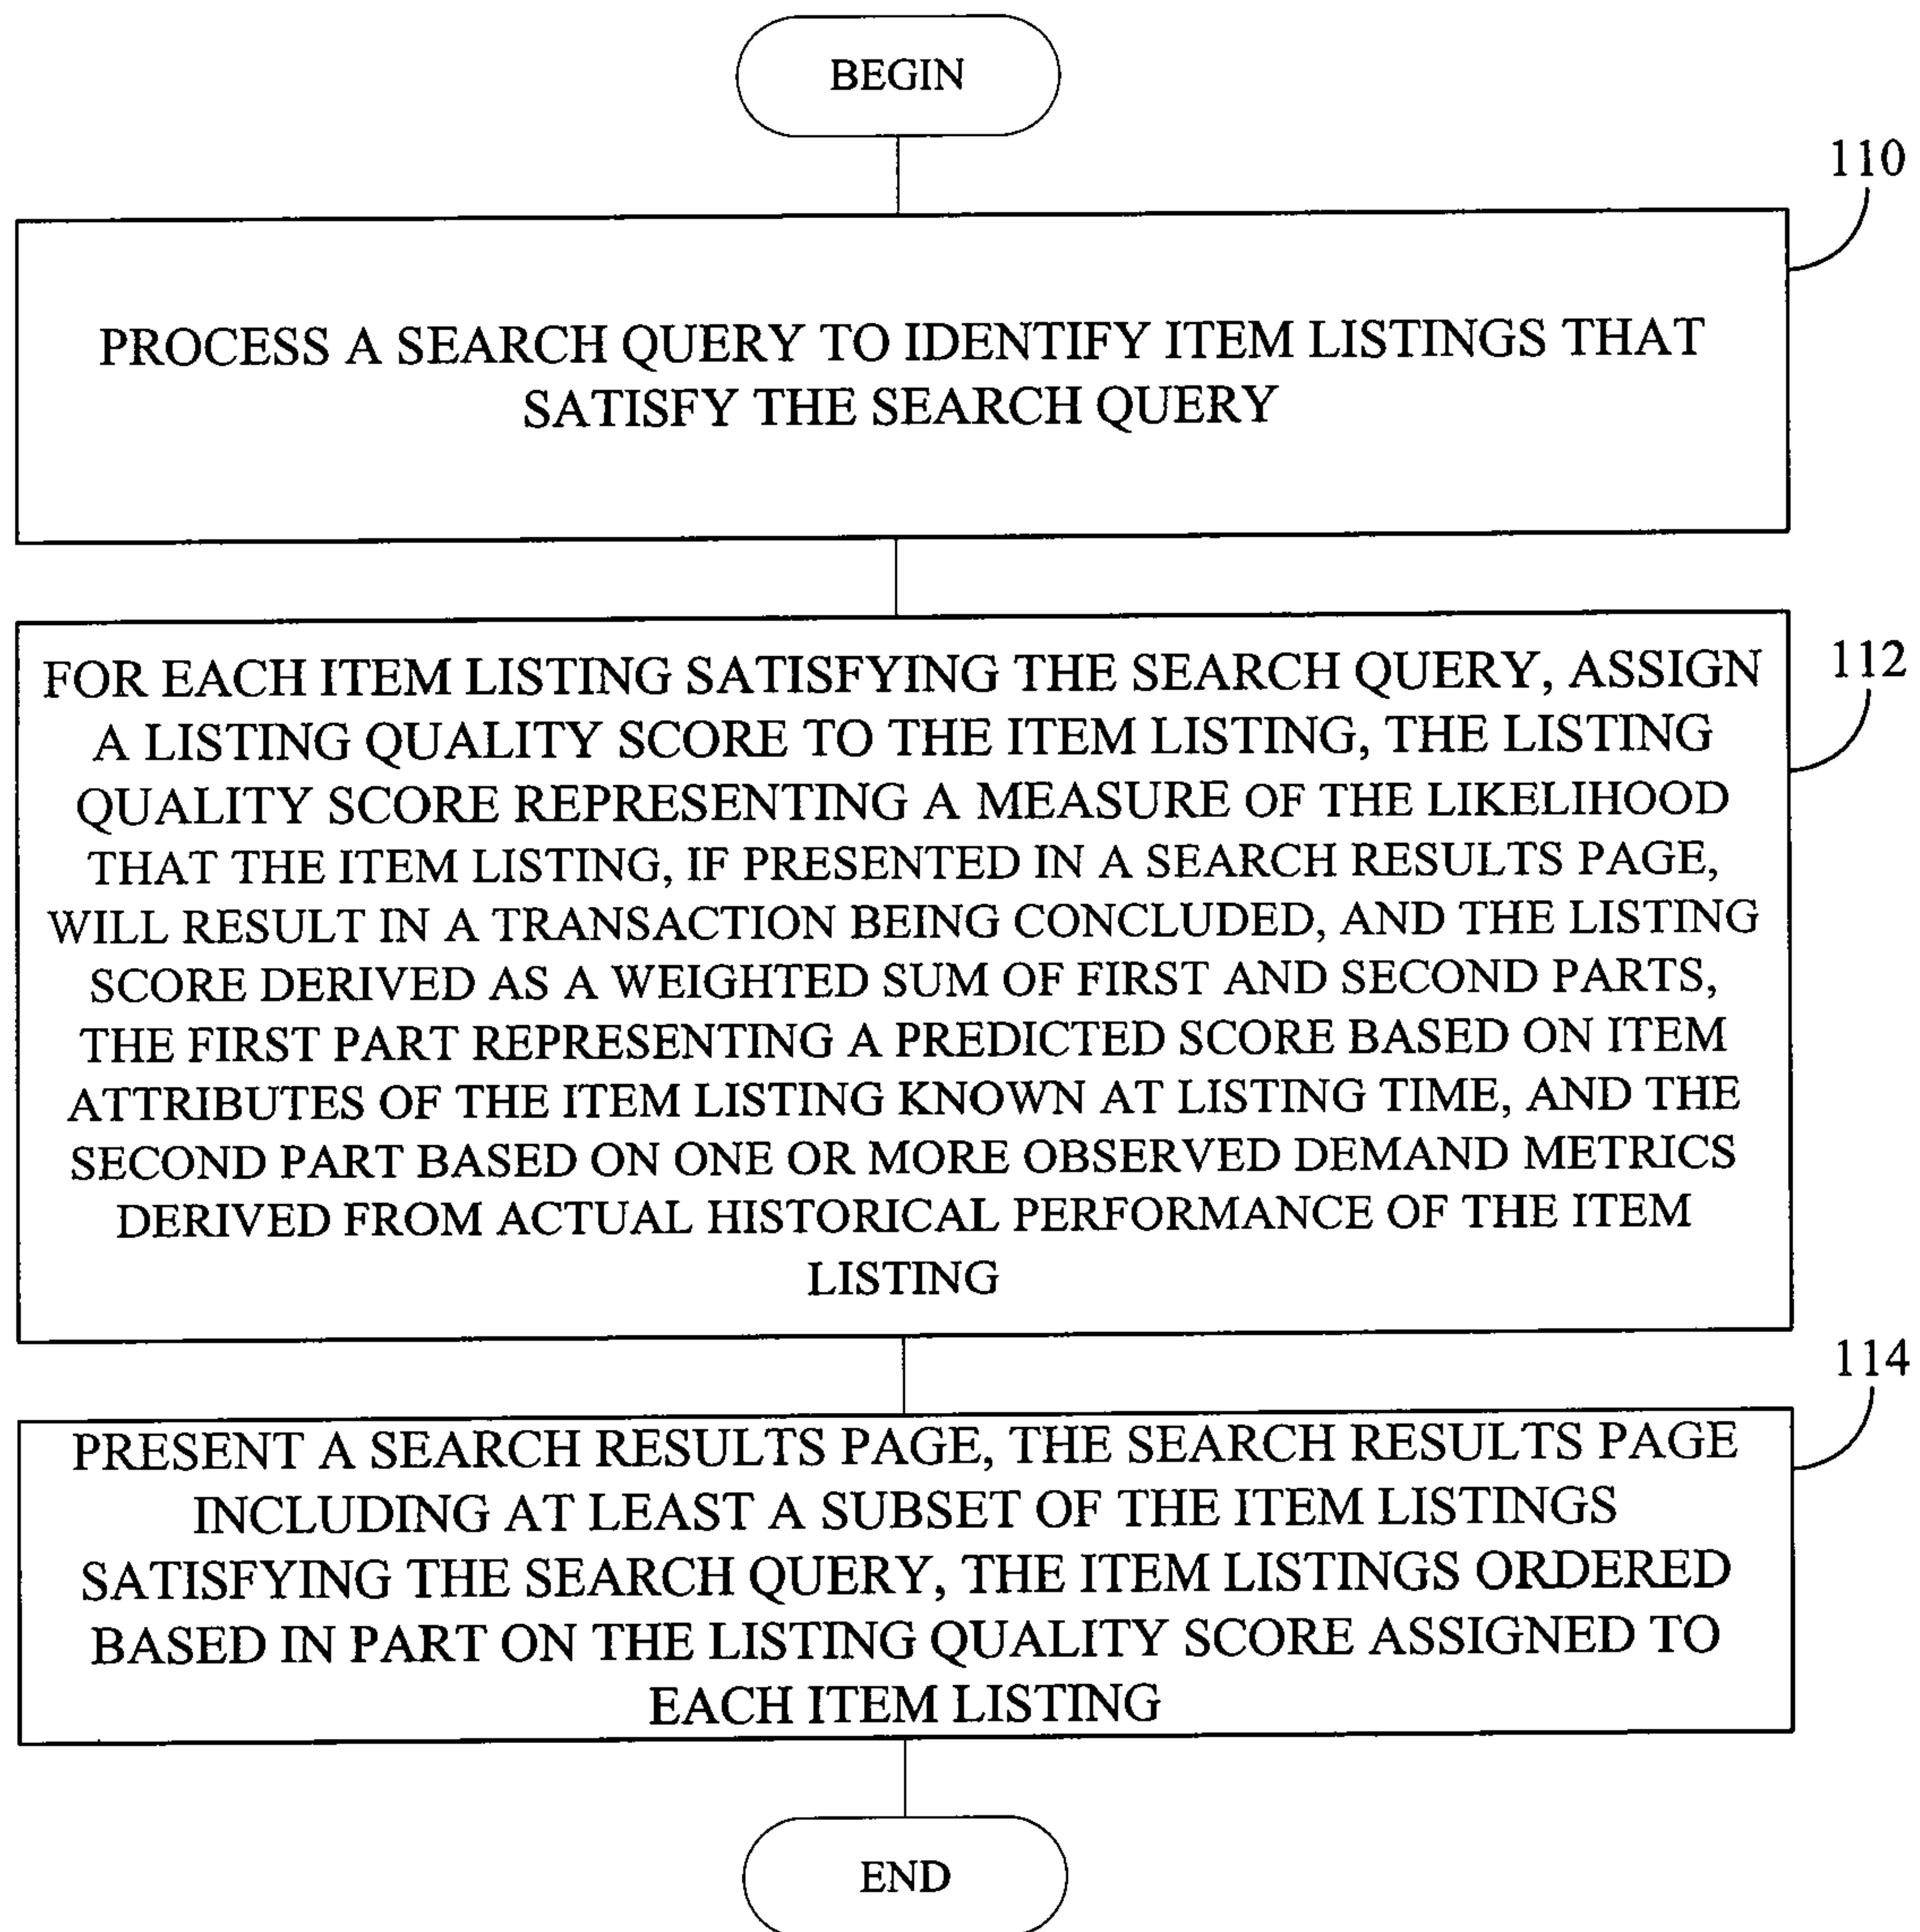 BEGIN
110
PROCESS A SEARCH QUERY TO IDENTIFY ITEM LISTINGS THAT
SATISFY THE SEARCH QUERY
112
FOR EACH ITEM LISTING SATISFYING THE SEARCH QUERY, ASSIGN
A LISTING QUALITY SCORE TO THE ITEM LISTING, THE LISTING
QUALITY SCORE REPRESENTING A MEASURE OF THE LIKELIHOOD
THAT THE ITEM LISTING, IF PRESENTED IN A SEARCH RESULTS PAGE,
WILL RESULT IN A TRANSACTION BEING CONCLUDED, AND THE LISTING
SCORE DERIVED AS A WEIGHTED SUM OF FIRST AND SECOND PARTS,
THE FIRST PART REPRESENTING A PREDICTED SCORE BASED ON ITEM
ATTRIBUTES OF THE ITEM LISTING KNOWN AT LISTING TIME, AND THE
SECOND PART BASED ON ONE OR MORE OBSERVED DEMAND METRICS
DERIVED FROM ACTUAL HISTORICAL PERFORMANCE OF THE ITEM
LISTING
114
PRESENT A SEARCH RESULTS PAGE, THE SEARCH RESULTS PAGE
INCLUDING AT LEAST A SUBSET OF THE ITEM LISTINGS
SATISFYING THE SEARCH QUERY, THE ITEM LISTINGS ORDERED
BASED IN PART ON THE LISTING QUALITY SCORE ASSIGNED TO
EACH ITEM LISTING
END